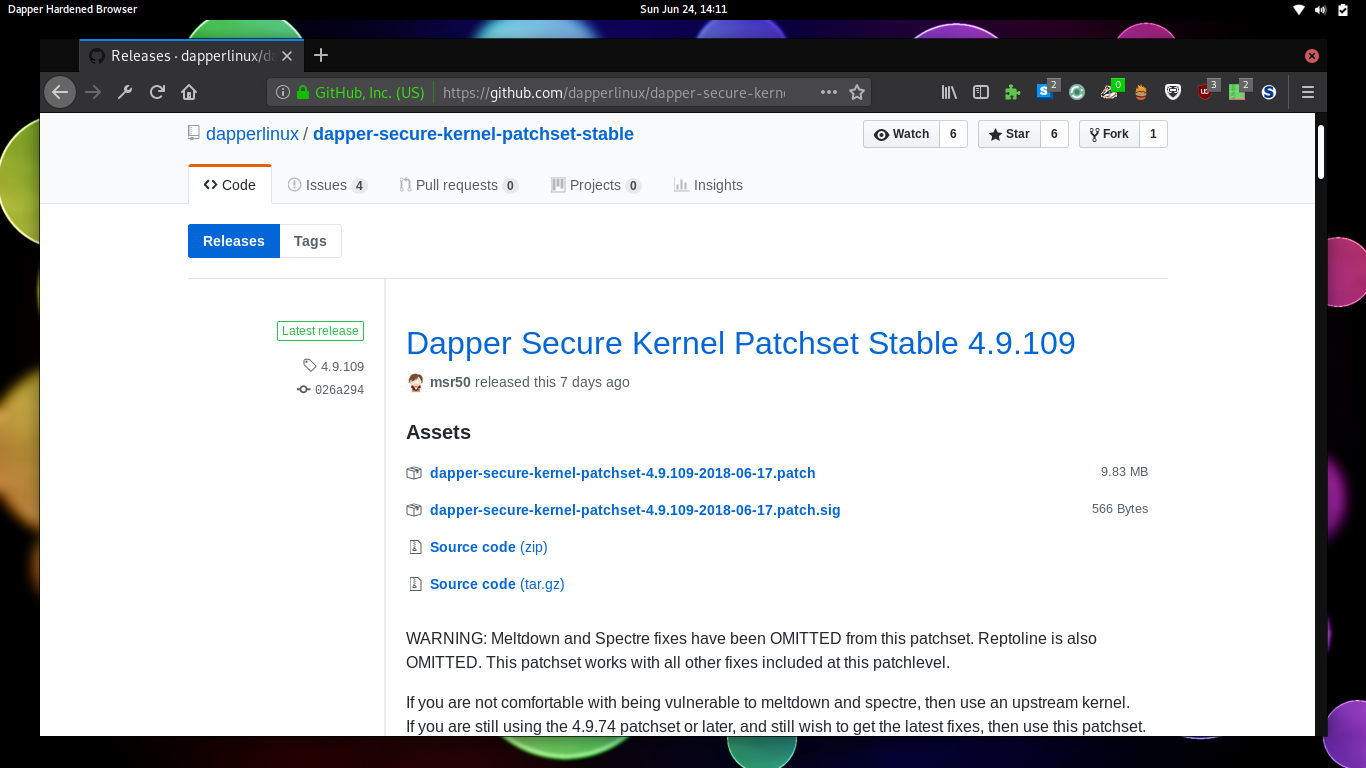 Dapper Hardened Browser
Sun Jun 24, 14:11
Releases · dapperlinux/da
GitHub, Inc. (US)
https://github.com/dapperlinux/dapper-secure-kerne
2
0
3
2
dapperlinux / dapper-secure-kernel-patchset-stable
Watch 6
Star 6
Fork 1
Code
Issues 4
Pull requests 0
Projects 0
Insights
Releases
Tags
Latest release
4.9.109
026a294
Dapper Secure Kernel Patchset Stable 4.9.109
msr50 released this 7 days ago
Assets
dapper-secure-kernel-patchset-4.9.109-2018-06-17.patch 9.83 MB
dapper-secure-kernel-patchset-4.9.109-2018-06-17.patch.sig 566 Bytes
Source code (zip)
Source code (tar.gz)
WARNING: Meltdown and Spectre fixes have been OMITTED from this patchset. Reptoline is also
OMITTED. This patchset works with all other fixes included at this patchlevel.
If you are not comfortable with being vulnerable to meltdown and spectre, then use an upstream kernel.
If you are still using the 4.9.74 patchset or later, and still wish to get the latest fixes, then use this patchset.